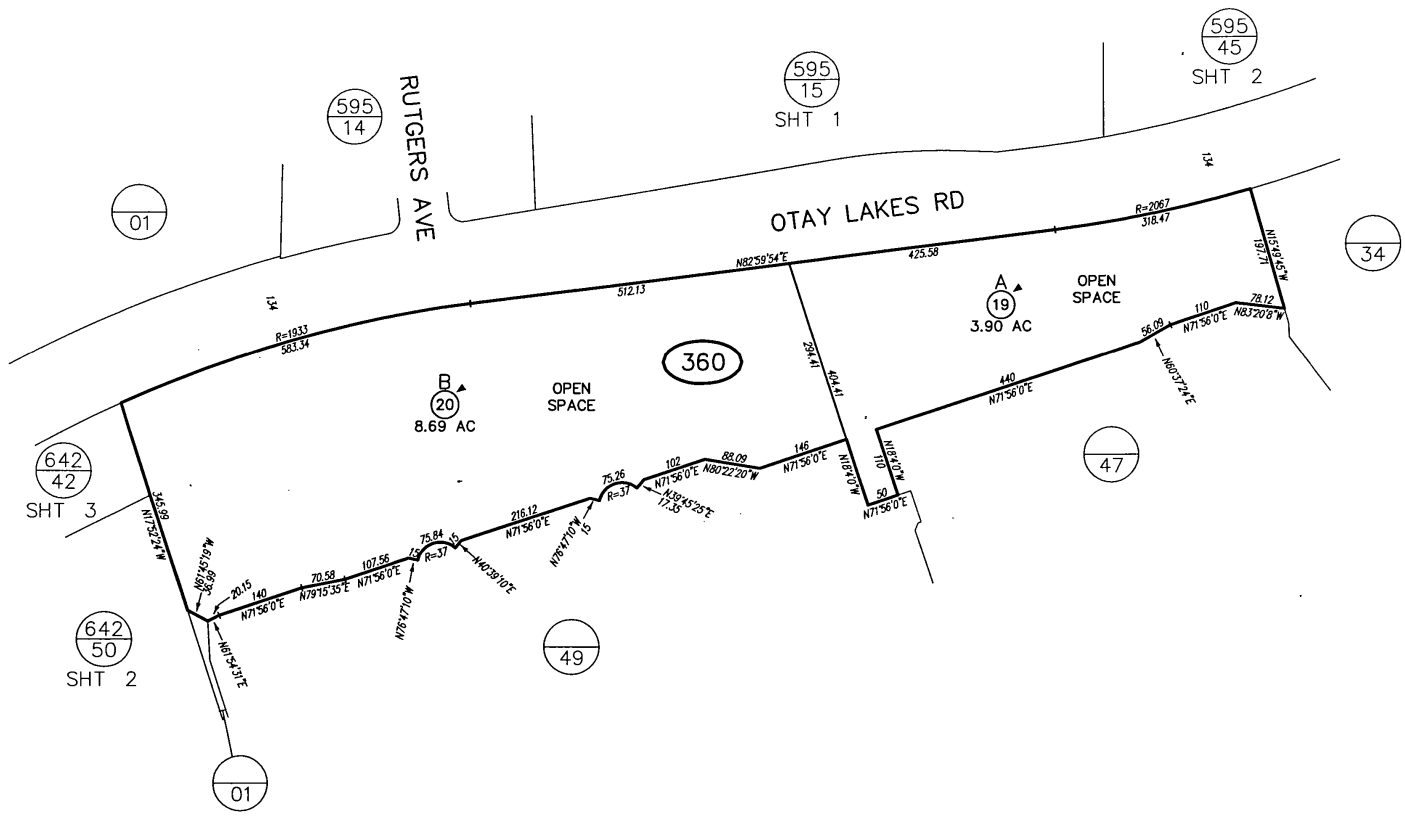 595
45
SHT 2
595
15
SHT 1
595
14
RUTGERS AVE
01
134
OTAY LAKES RD
R=2067
318.47
34
N15°49'45"W
197.71
N82°59'54"E
425.58
512.13
A
19
3.90 AC
OPEN
SPACE
110
N71°56'0"E
78.12
N83°20'8"W
56.09
N60°37'24"E
134
R=1933
583.34
360
294.41
404.41
B
20
8.69 AC
OPEN
SPACE
440
N71°56'0"E
642
42
SHT 3
345.99
N17°52'24"W
47
146
N71°56'0"E
N18°4'0"W
110
N18°4'0"W
50
N71°56'0"E
88.09
N80°22'20"W
102
N71°56'0"E
75.26
R=37
N39°45'25"E
17.35
N76°47'10"W
15
216.12
N71°56'0"E
75.84
R=37
15
15
N40°39'10"E
N76°47'10"W
107.56
N71°56'0"E
70.58
N79°15'35"E
140
N71°56'0"E
20.15
N61°45'19"W
36.99
N61°54'31"E
642
50
SHT 2
49
01